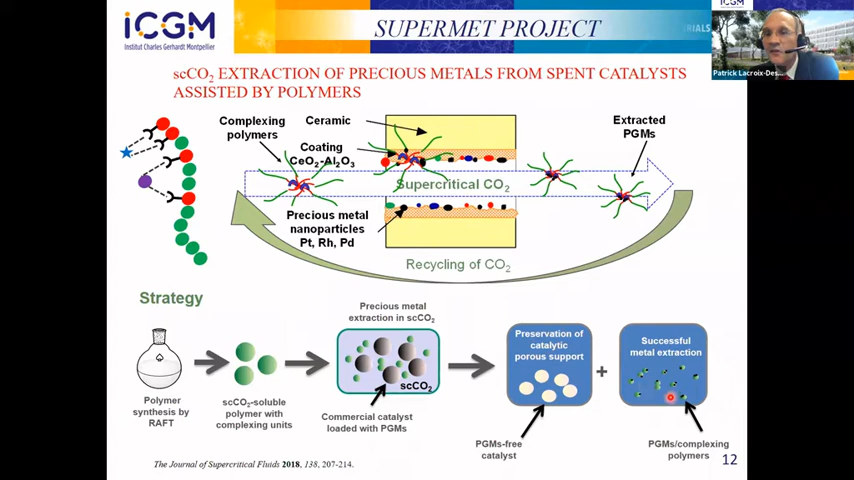 iCGM
Institut Charles Gerhardt Montpellier
SUPERMET PROJECT
iCGM
Patrick Lacroix-Des...
scCO2 EXTRACTION OF PRECIOUS METALS FROM SPENT CATALYSTS
ASSISTED BY POLYMERS
Complexing
polymers
Ceramic
Coating
CeO2-Al2O3
Extracted
PGMs
Supercritical CO2
Precious metal
nanoparticles
Pt, Rh, Pd
Recycling of CO2
Strategy
Polymer
synthesis by
RAFT
scCO2-soluble
polymer with
complexing units
Precious metal
extraction in scCO2
scCO2
Commercial catalyst
loaded with PGMs
Preservation of
catalytic
porous support
+
Successful
metal extraction
PGMs-free
catalyst
PGMs/complexing
polymers
12
The Journal of Supercritical Fluids 2018, 138, 207-214.